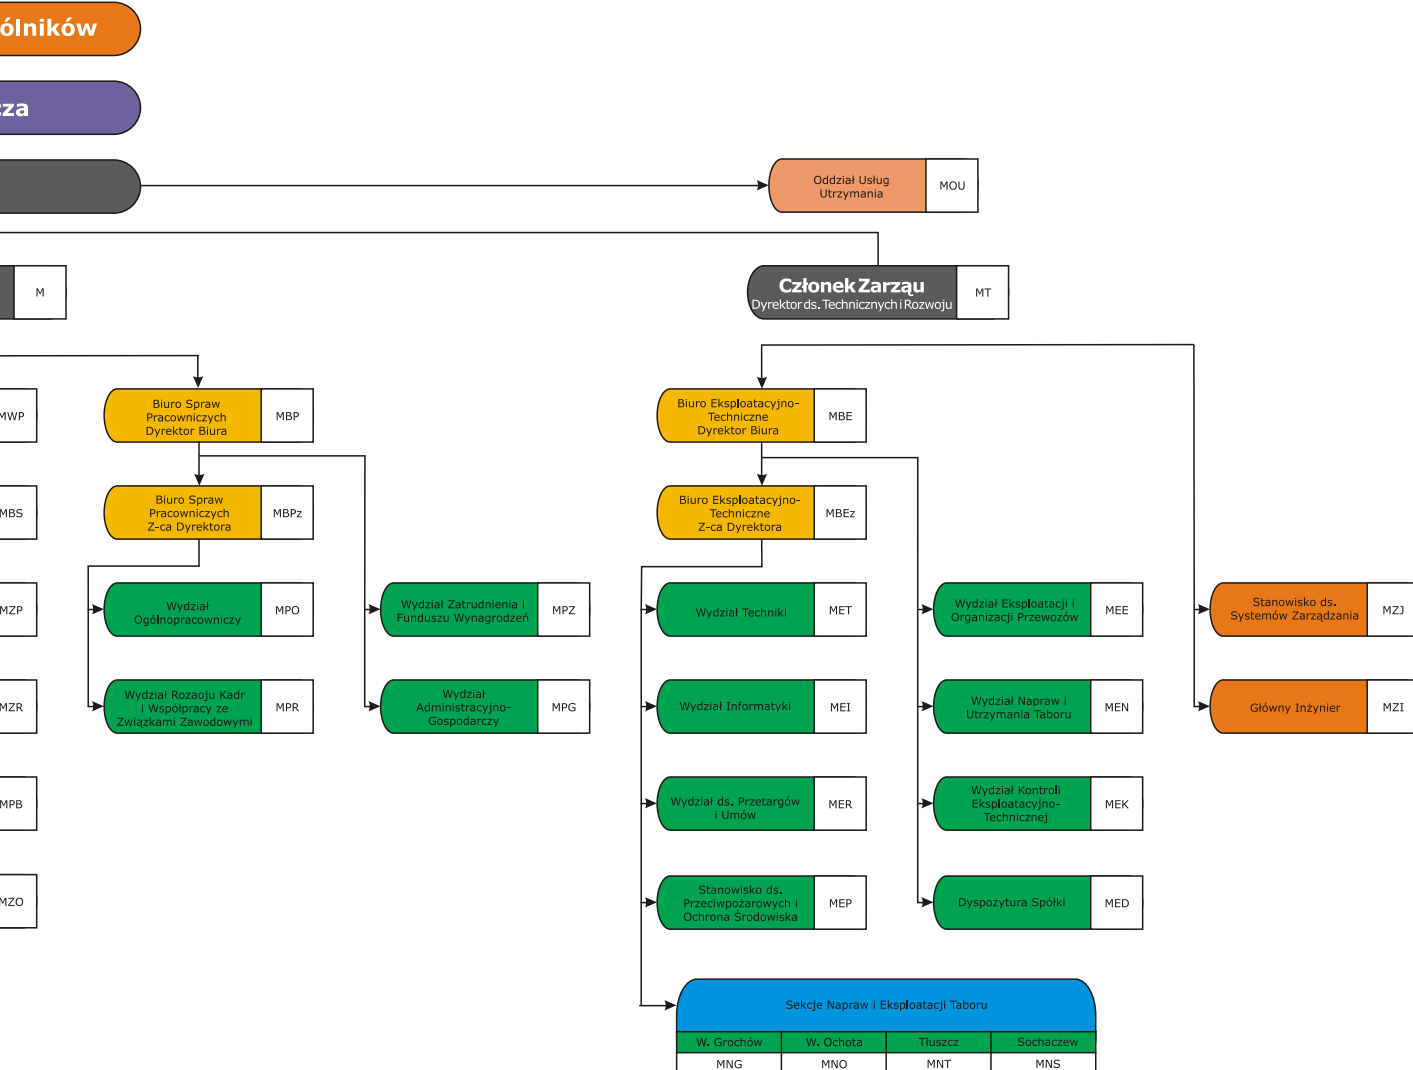 ólników
cza
Oddział Usług
Utrzymania
MOU
M
Członek Zarząu
Dyrektor ds. Technicznych i Rozwoju
MT
MWP
Biuro Spraw
Pracowniczych
Dyrektor Biura
MBP
Biuro Eksploatacyjno-
Techniczne
Dyrektor Biura
MBE
MBS
Biuro Spraw
Pracowniczych
Z-ca Dyrektora
MBPz
Biuro Eksploatacyjno-
Techniczne
Z-ca Dyrektora
MBEz
MZP
Wydział
Ogólnopracowniczy
MPO
Wydział Zatrudnienia i
Funduszu Wynagrodzeń
MPZ
Wydział Techniki
MET
Wydział Eksploatacji i
Organizacji Przewozów
MEE
Stanowisko ds.
Systemów Zarządzania
MZJ
MZR
Wydział Rozaoju Kadr
i Współpracy ze
Związkami Zawodowymi
MPR
Wydział
Administracyjno-
Gospodarczy
MPG
Wydział Informatyki
MEI
Wydział Napraw i
Utrzymania Taboru
MEN
Główny Inżynier
MZI
MPB
Wydział ds. Przetargów
i Umów
MER
Wydział Kontroli
Eksploatacyjno-
Technicznej
MEK
MZO
Stanowisko ds.
Przeciwpożarowych i
Ochrona Środowiska
MEP
Dyspozytura Spółki
MED
Sekcje Napraw i Eksploatacji Taboru
W. Grochów W. Ochota Tłuszcz Sochaczew
MNG MNO MNT MNS